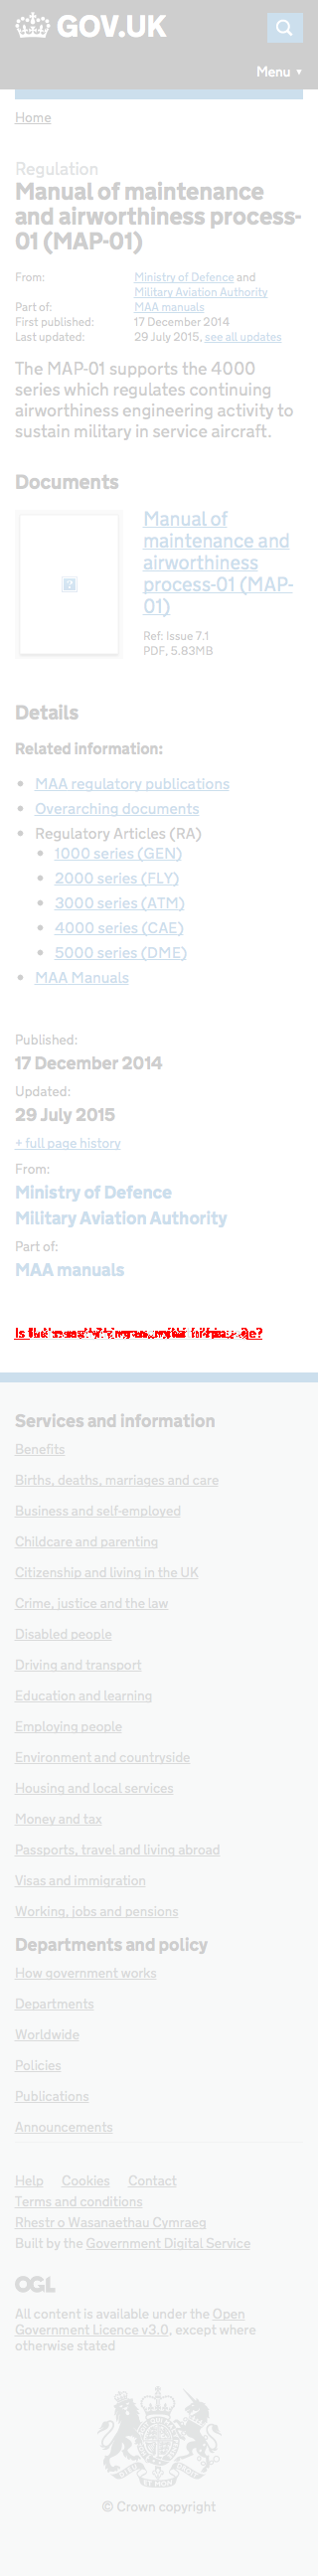 GOV.UK
Menu ▼
Home
Regulation
Manual of maintenance
and airworthiness process-
01 (MAP-01)
From: Ministry of Defence and
Military Aviation Authority
Part of: MAA manuals
First published: 17 December 2014
Last updated: 29 July 2015, see all updates
The MAP-01 supports the 4000
series which regulates continuing
airworthiness engineering activity to
sustain military in service aircraft.
Documents
Manual of
maintenance and
airworthiness
process-01 (MAP-
01)
Ref: Issue 7.1
PDF, 5.83MB
Details
Related information:
MAA regulatory publications
Overarching documents
Regulatory Articles (RA)
1000 series (GEN)
2000 series (FLY)
3000 series (ATM)
4000 series (CAE)
5000 series (DME)
MAA Manuals
Published:
17 December 2014
Updated:
29 July 2015
+ full page history
From:
Ministry of Defence
Military Aviation Authority
Part of:
MAA manuals
Is
Services and information
Benefits
Births, deaths, marriages and care
Business and self-employed
Childcare and parenting
Citizenship and living in the UK
Crime, justice and the law
Disabled people
Driving and transport
Education and learning
Employing people
Environment and countryside
Housing and local services
Money and tax
Passports, travel and living abroad
Visas and immigration
Working, jobs and pensions
Departments and policy
How government works
Departments
Worldwide
Policies
Publications
Announcements
Help Cookies Contact
Terms and conditions
Rhestr o Wasanaethau Cymraeg
Built by the Government Digital Service
OGL
All content is available under the Open
Government Licence v3.0, except where
otherwise stated
© Crown copyright